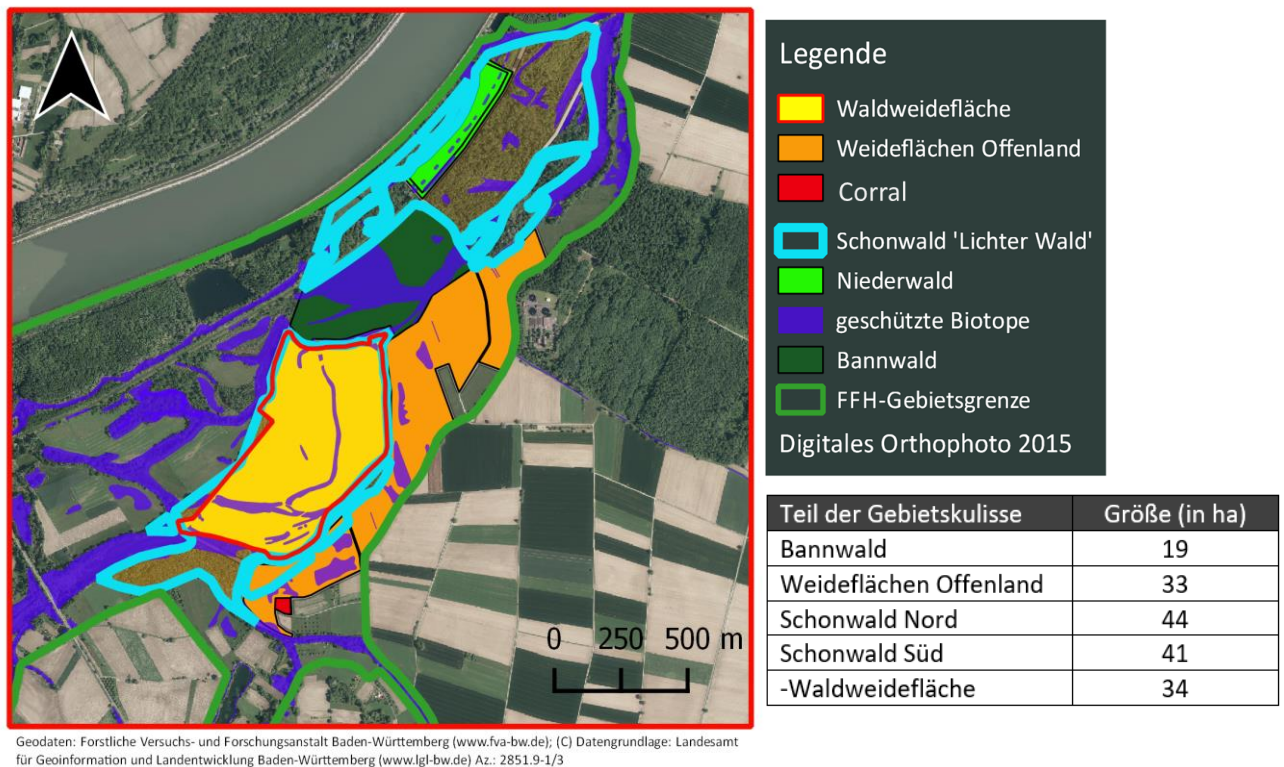 Legende
Waldweidefläche
Weideflächen Offenland
Corral
Schonwald 'Lichter Wald'
Niederwald
geschützte Biotope
Bannwald
FFH-Gebietsgrenze
Digitales Orthophoto 2015
0 250 500 m
Teil der Gebietskulisse Größe (in ha)
Bannwald 19
Weideflächen Offenland 33
Schonwald Nord 44
Schonwald Süd 41
-Waldweidefläche 34
Geodaten: Forstliche Versuchs- und Forschungsanstalt Baden-Württemberg (www.fva-bw.de); (C) Datengrundlage: Landesamt
für Geoinformation und Landentwicklung Baden-Württemberg (www.lgl-bw.de) Az.: 2851.9-1/3